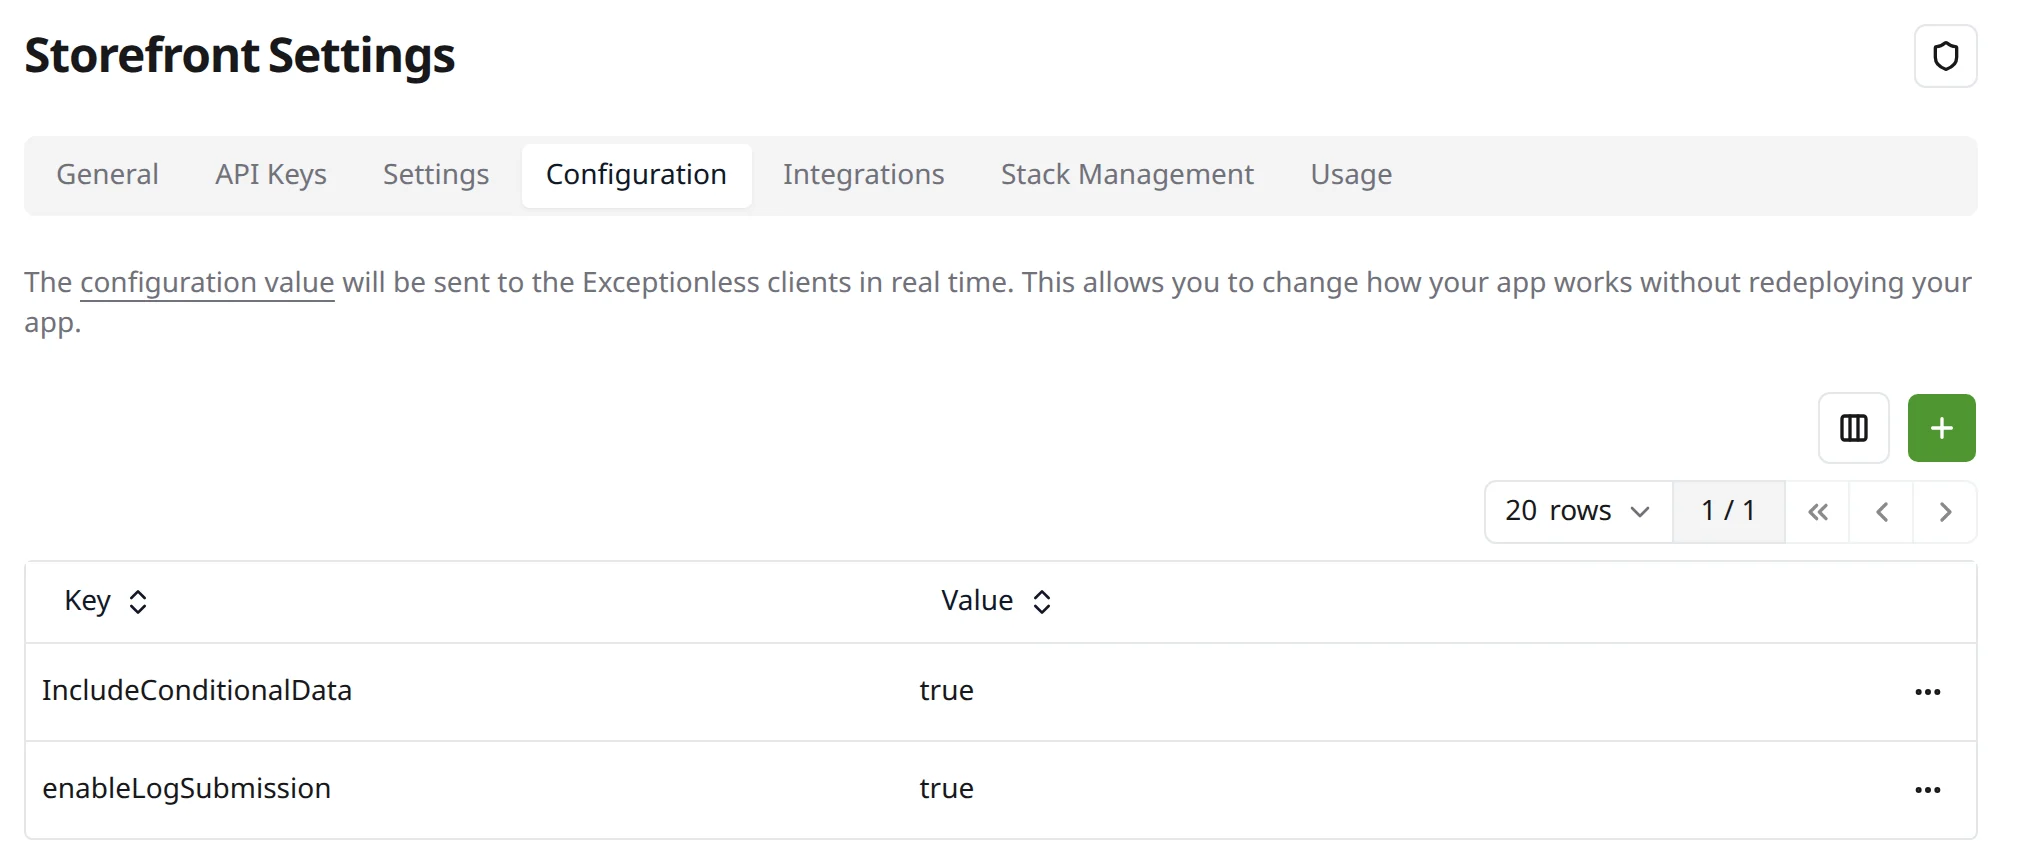 Storefront Settings
General API Keys Settings Configuration Integrations Stack Management Usage
The configuration value will be sent to the Exceptionless clients in real time. This allows you to change how your app works without redeploying your
app.
20 rows 1 / 1
Key Value
IncludeConditionalData true
enableLogSubmission true